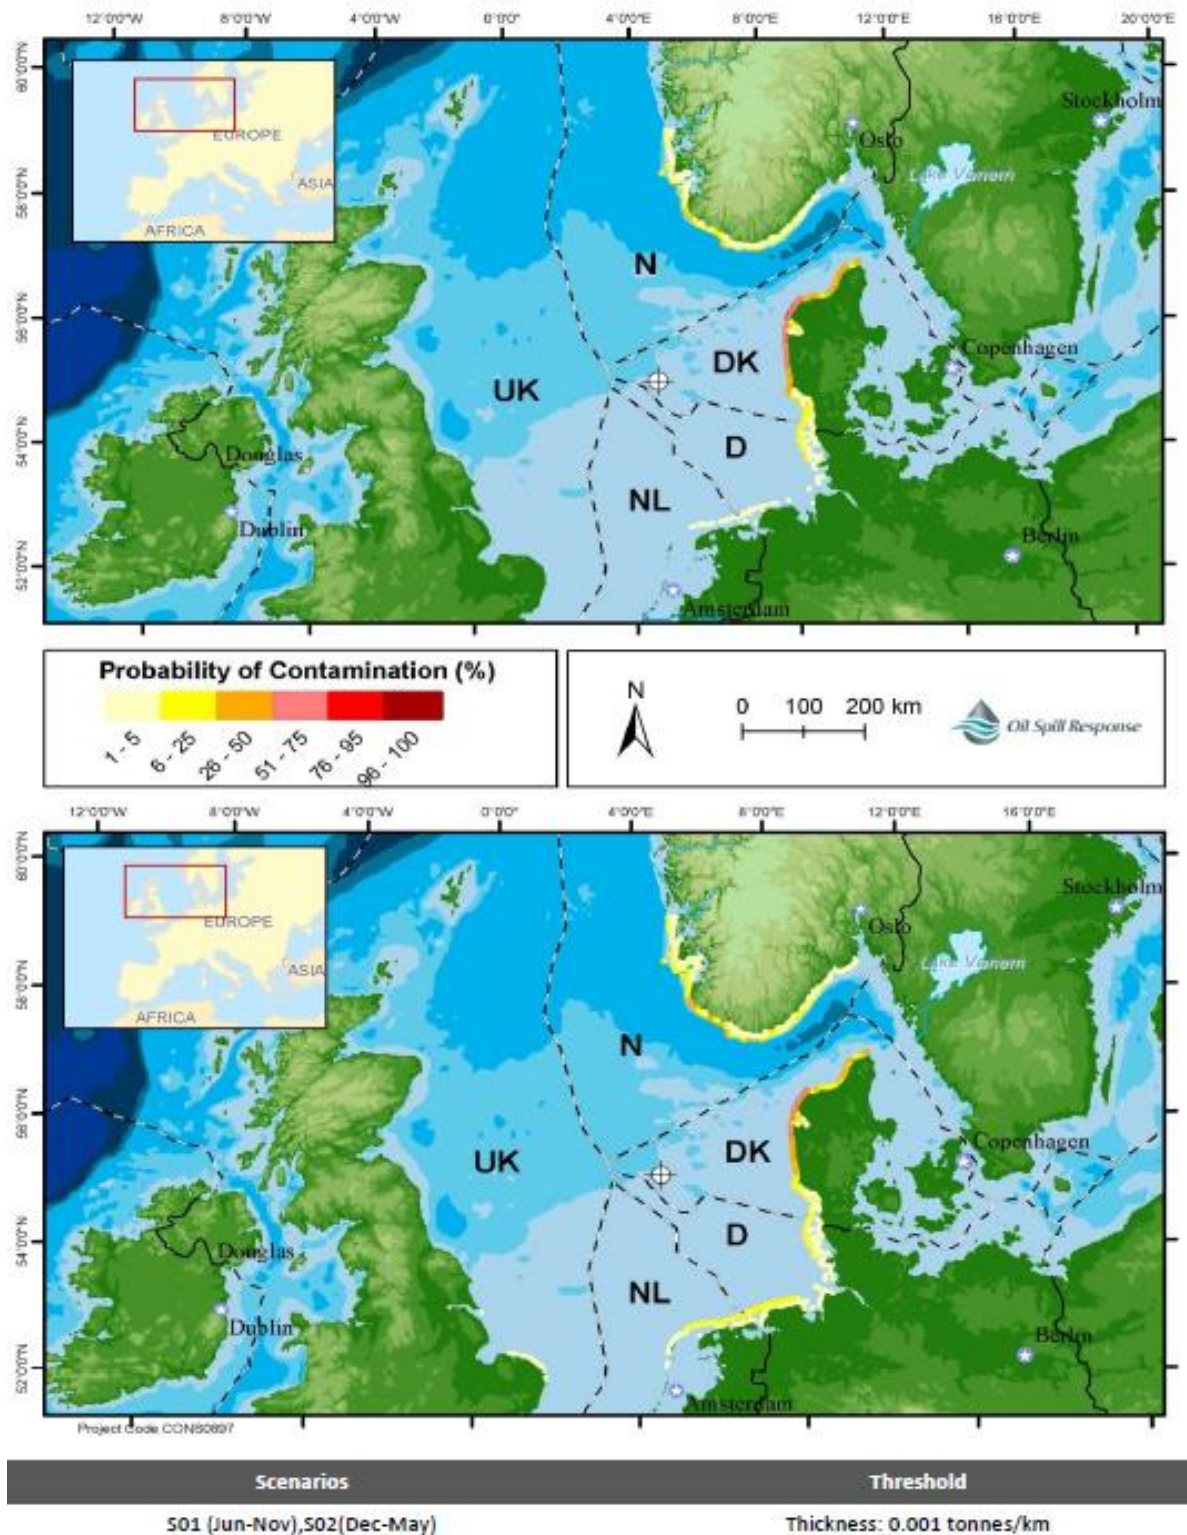 12°0'0"W 8°0'0"W 4°0'0"W 0°0'0" 4°0'0"E 8°0'0"E 12°0'0"E 16°0'0"E 20°0'0"E
60°0'0"N
58°0'0"N
56°0'0"N
54°0'0"N
52°0'0"N
EUROPE
ASIA
AFRICA
Stockholm
Oslo
Lake Vanern
N
DK
Copenhagen
UK
D
Douglas
NL
Dublin
Berlin
Amsterdam
Probability of Contamination (%)
1 - 5
6 - 25
26 - 50
51 - 75
76 - 95
96 - 100
N
0 100 200 km
Oil Spill Response
12°0'0"W 8°0'0"W 4°0'0"W 0°0'0" 4°0'0"E 8°0'0"E 12°0'0"E 16°0'0"E
60°0'0"N
58°0'0"N
56°0'0"N
54°0'0"N
52°0'0"N
EUROPE
ASIA
AFRICA
Stockholm
Oslo
Lake Vanern
N
DK
Copenhagen
UK
D
Douglas
NL
Dublin
Berlin
Amsterdam
Project Code CONS0897
Scenarios Threshold
S01 (Jun-Nov),S02(Dec-May) Thickness: 0.001 tonnes/km